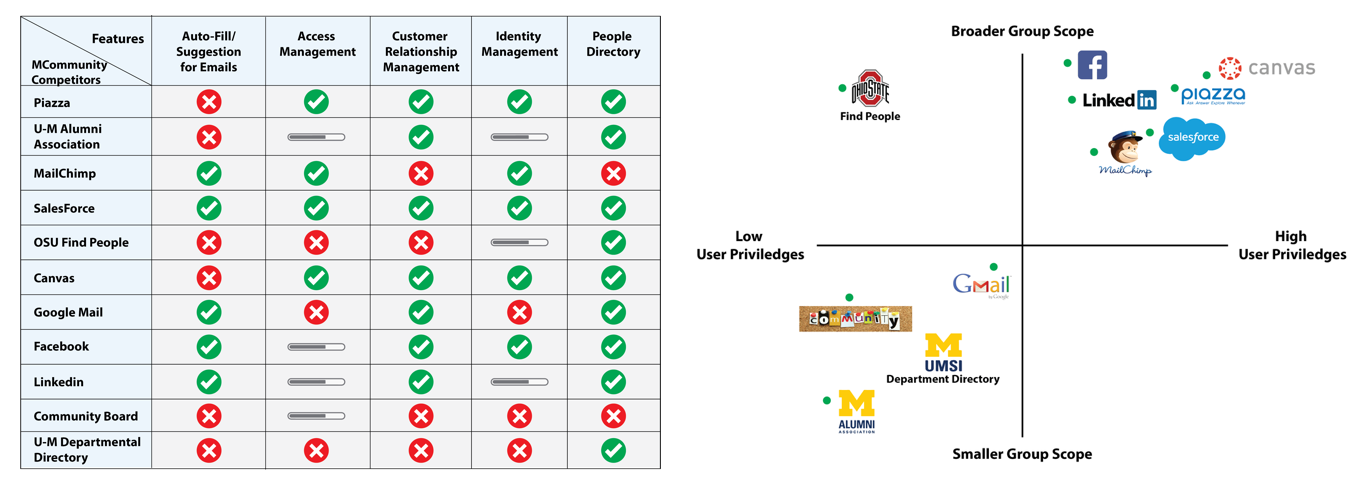 Features
MCommunity
Competitors
Auto-Fill/
Suggestion
for Emails
Access
Management
Customer
Relationship
Management
Identity
Management
People
Directory
Piazza
U-M Alumni
Association
MailChimp
SalesForce
OSU Find People
Canvas
Google Mail
Facebook
Linkedin
Community Board
U-M Departmental
Directory
Broader Group Scope
f
canvas
OHIO STATE
Find People
Linked in
piazza
Ask. Answer. Explore. Whenever.
salesforce
MailChimp
Low
User Priviledges
High
User Priviledges
Gmail
by Google
community
M
UMSI
Department Directory
M
ALUMNI
ASSOCIATION
Smaller Group Scope